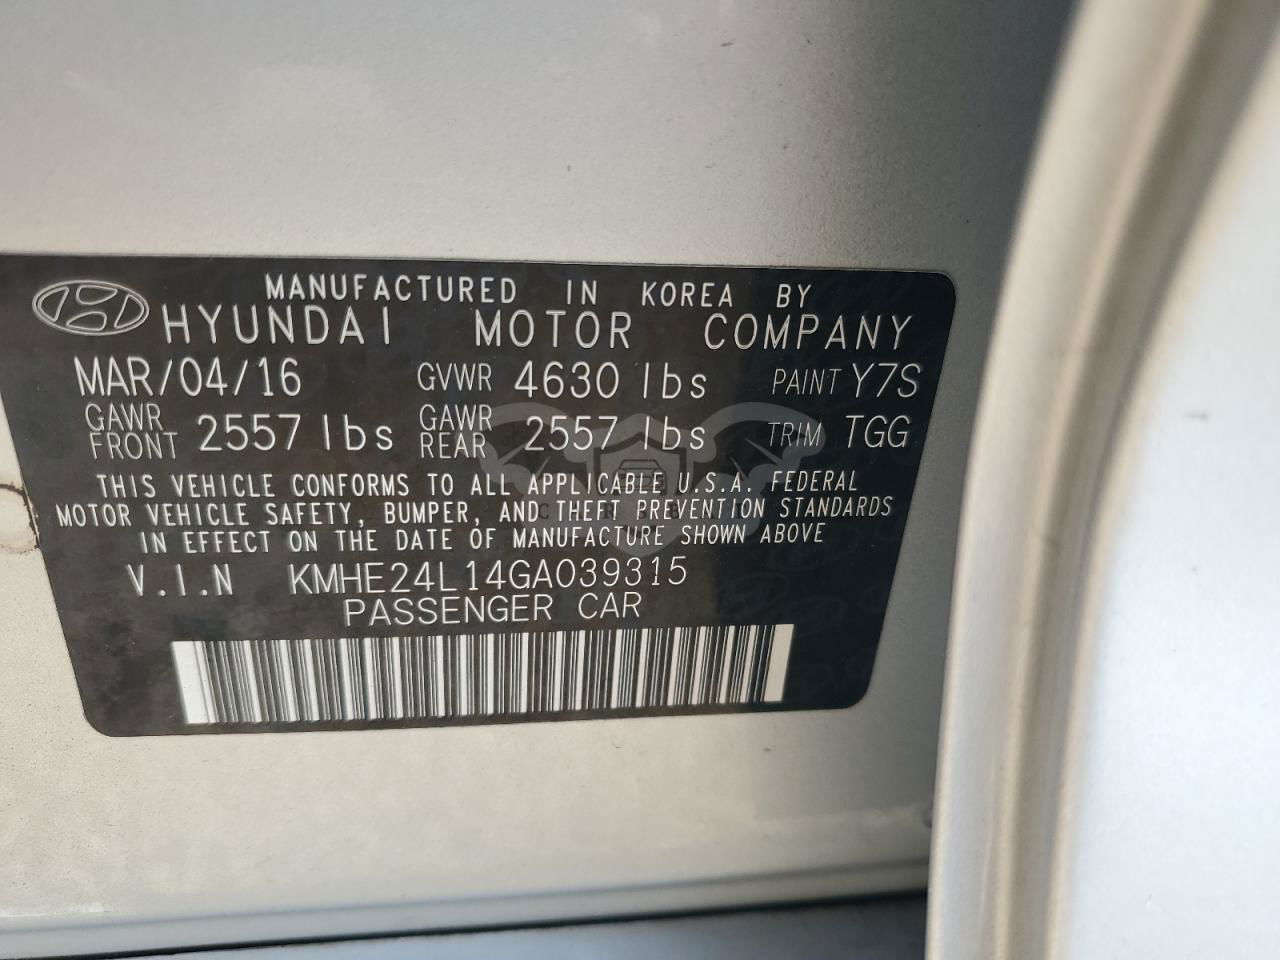 MANUFACTURED IN KOREA BY
HYUNDAI MOTOR COMPANY
MAR/04/16 GVWR 4630 lbs PAINT Y7S
GAWR FRONT 2557 lbs GAWR REAR 2557 lbs TRIM TGG
THIS VEHICLE CONFORMS TO ALL APPLICABLE U.S.A. FEDERAL
MOTOR VEHICLE SAFETY, BUMPER, AND THEFT PREVENTION STANDARDS
IN EFFECT ON THE DATE OF MANUFACTURE SHOWN ABOVE
V.I.N KMHE24L14GA039315
PASSENGER CAR